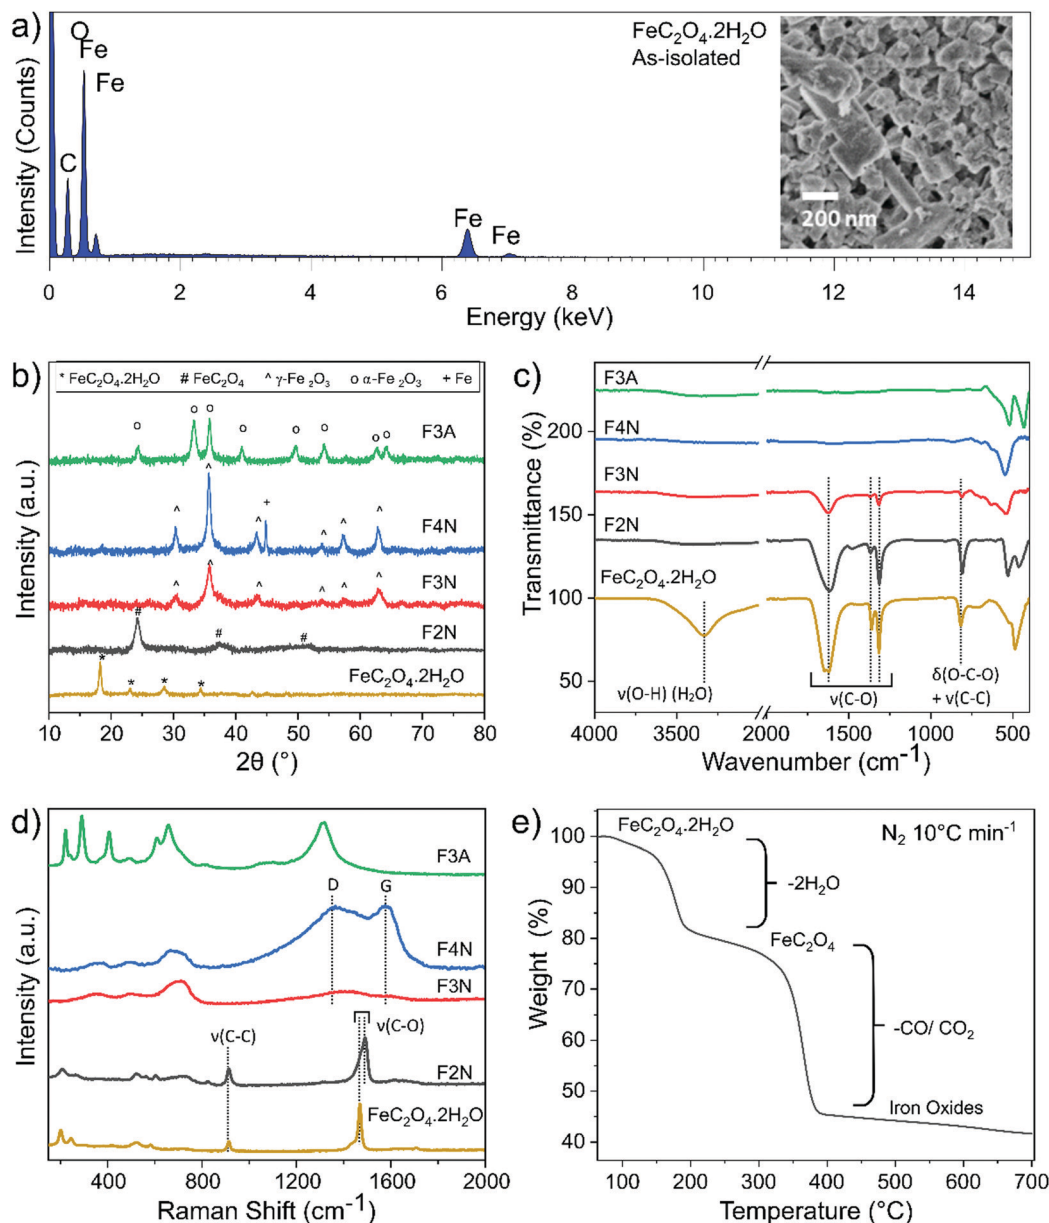 a)
O
Fe
Fe
C
Fe
Fe
FeC₂O₄.2H₂O
As-isolated
200 nm
Intensity (Counts)
0 2 4 6 8 10 12 14
Energy (keV)
b)
* FeC₂O₄.2H₂O # FeC₂O₄ ^ γ-Fe₂O₃ o α-Fe₂O₃ + Fe
o o o o o o o o
F3A
^ ^ ^ + ^ ^ ^
F4N
^ ^ ^ ^ ^ ^
F3N
# # #
F2N
FeC₂O₄.2H₂O
* * * *
Intensity (a.u.)
10 20 30 40 50 60 70 80
2θ (°)
c)
F3A
F4N
F3N
F2N
FeC₂O₄.2H₂O
ν(O-H) (H₂O)
ν(C-O)
δ(O-C-O)
+ ν(C-C)
Transmittance (%)
200
150
100
50
4000 3500 2000 1500 1000 500
Wavenumber (cm⁻¹)
d)
F3A
D G
F4N
F3N
ν(C-C)
ν(C-O)
F2N
FeC₂O₄.2H₂O
Intensity (a.u.)
400 800 1200 1600 2000
Raman Shift (cm⁻¹)
e)
FeC₂O₄.2H₂O
N₂ 10°C min⁻¹
-2H₂O
FeC₂O₄
-CO/ CO₂
Iron Oxides
Weight (%)
100
90
80
70
60
50
40
100 200 300 400 500 600 700
Temperature (°C)